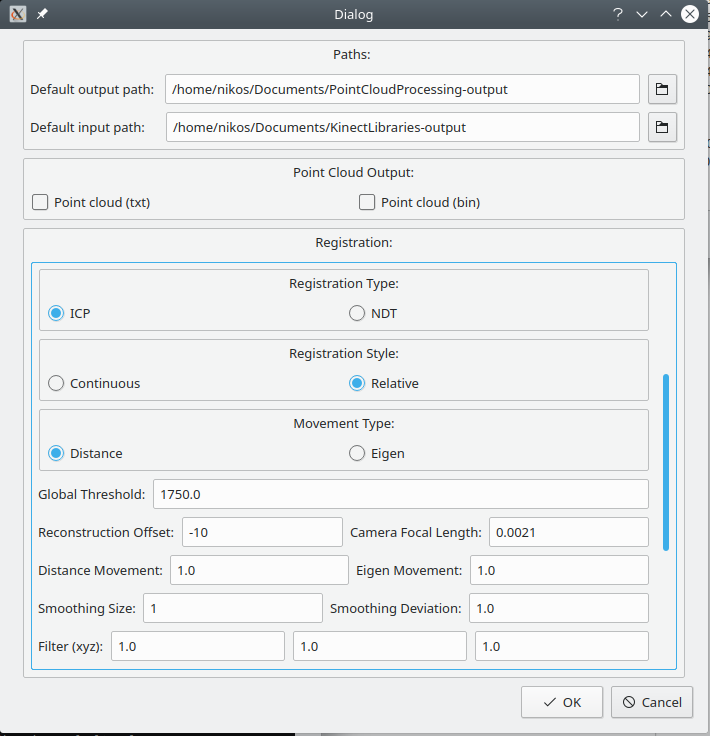 Dialog
Paths:
Default output path: /home/nikos/Documents/PointCloudProcessing-output
Default input path: /home/nikos/Documents/KinectLibraries-output
Point Cloud Output:
Point cloud (txt) Point cloud (bin)
Registration:
Registration Type:
ICP NDT
Registration Style:
Continuous Relative
Movement Type:
Distance Eigen
Global Threshold: 1750.0
Reconstruction Offset: -10 Camera Focal Length: 0.0021
Distance Movement: 1.0 Eigen Movement: 1.0
Smoothing Size: 1 Smoothing Deviation: 1.0
Filter (xyz): 1.0 1.0 1.0
OK Cancel